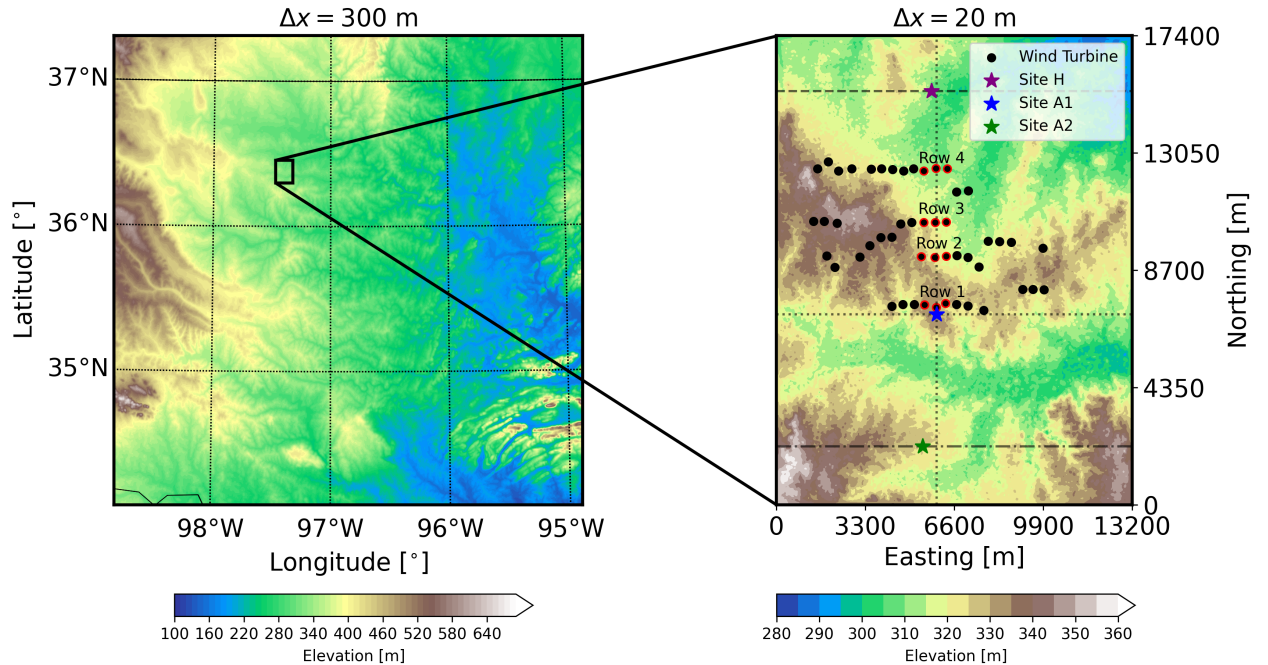 Δx = 300 m
37°N
36°N
35°N
98°W
97°W
96°W
95°W
Latitude [°]
Longitude [°]
100
160
220
280
340
400
460
520
580
640
Elevation [m]
Δx = 20 m
Wind Turbine
Site H
Site A1
Site A2
Row 4
Row 3
Row 2
Row 1
17400
13050
8700
4350
0
Northing [m]
0
3300
6600
9900
13200
Easting [m]
280
290
300
310
320
330
340
350
360
Elevation [m]